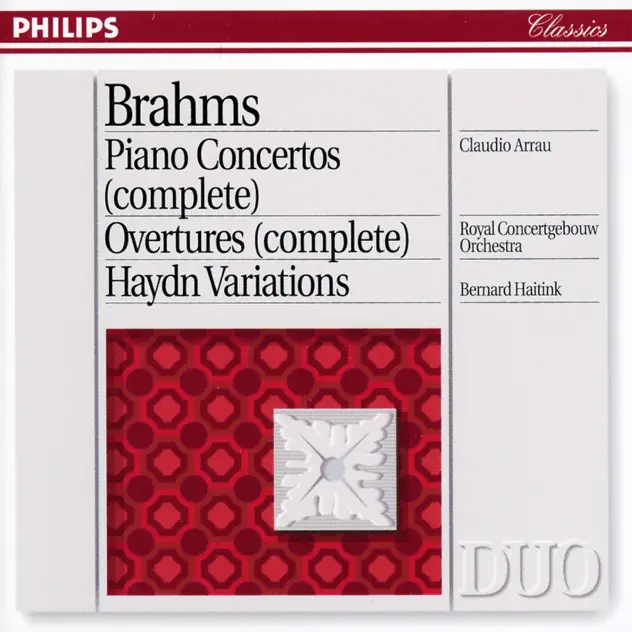 PHILIPS
Classics
Brahms
Piano Concertos
(complete)
Overtures (complete)
Haydn Variations
Claudio Arrau
Royal Concertgebouw
Orchestra
Bernard Haitink
DUO